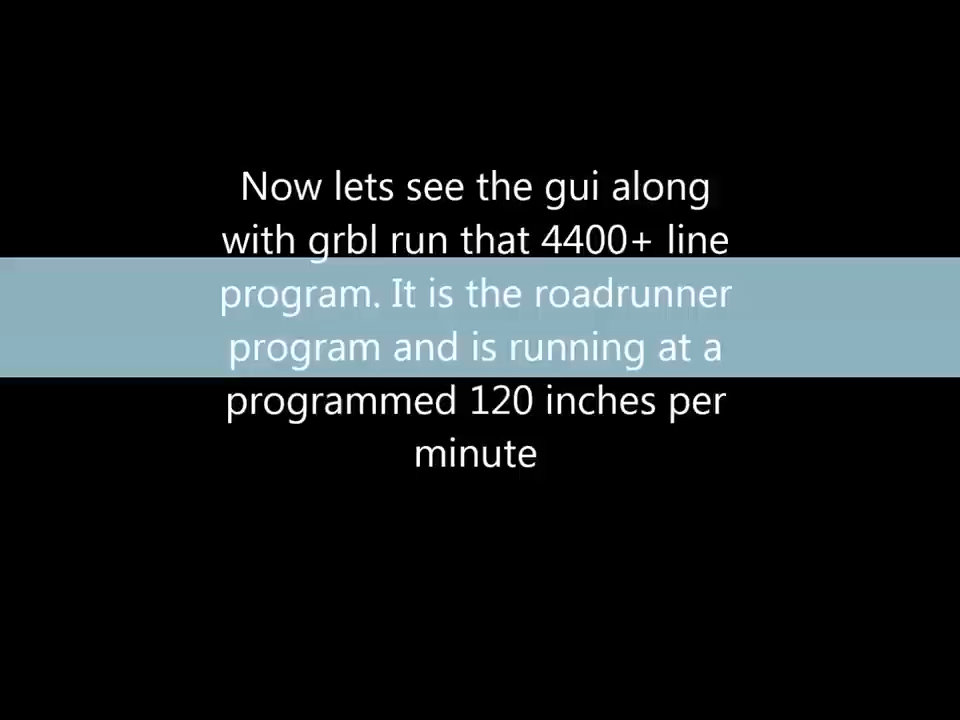 Now lets see the gui along
with grbl run that 4400+ line
program. It is the roadrunner
program and is running at a
programmed 120 inches per
minute